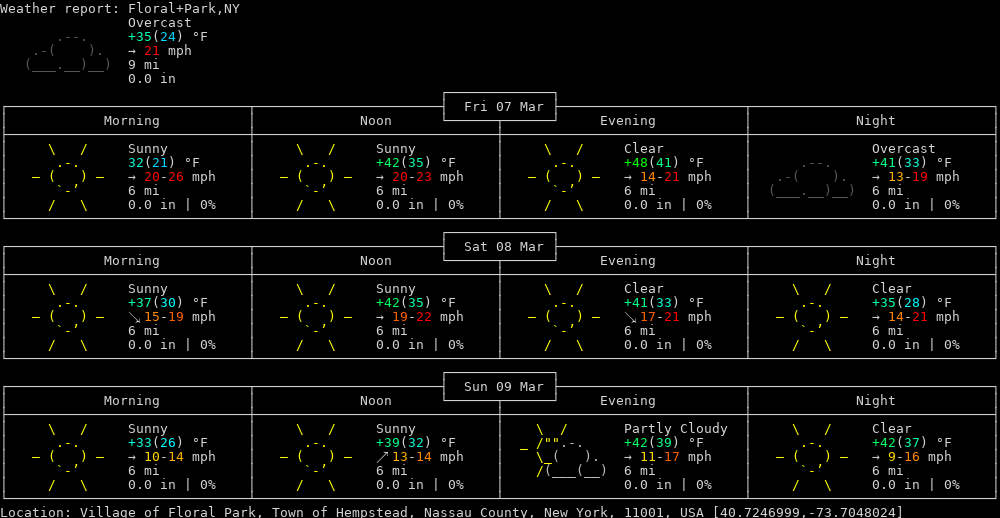 Weather report: Floral+Park,NY
Overcast
+35(24) °F
→ 21 mph
9 mi
0.0 in
Fri 07 Mar
Morning Noon Evening Night
Sunny Sunny Clear Overcast
32(21) °F +42(35) °F +48(41) °F +41(33) °F
→ 20-26 mph → 20-23 mph → 14-21 mph → 13-19 mph
6 mi 6 mi 6 mi 6 mi
0.0 in | 0% 0.0 in | 0% 0.0 in | 0% 0.0 in | 0%
Sat 08 Mar
Morning Noon Evening Night
Sunny Sunny Clear Clear
+37(30) °F +42(35) °F +41(33) °F +35(28) °F
↘ 15-19 mph → 19-22 mph ↘ 17-21 mph → 14-21 mph
6 mi 6 mi 6 mi 6 mi
0.0 in | 0% 0.0 in | 0% 0.0 in | 0% 0.0 in | 0%
Sun 09 Mar
Morning Noon Evening Night
Sunny Sunny Partly Cloudy Clear
+33(26) °F +39(32) °F +42(39) °F +42(37) °F
→ 10-14 mph ↗ 13-14 mph → 11-17 mph → 9-16 mph
6 mi 6 mi 6 mi 6 mi
0.0 in | 0% 0.0 in | 0% 0.0 in | 0% 0.0 in | 0%
Location: Village of Floral Park, Town of Hempstead, Nassau County, New York, 11001, USA [40.7246999,-73.7048024]